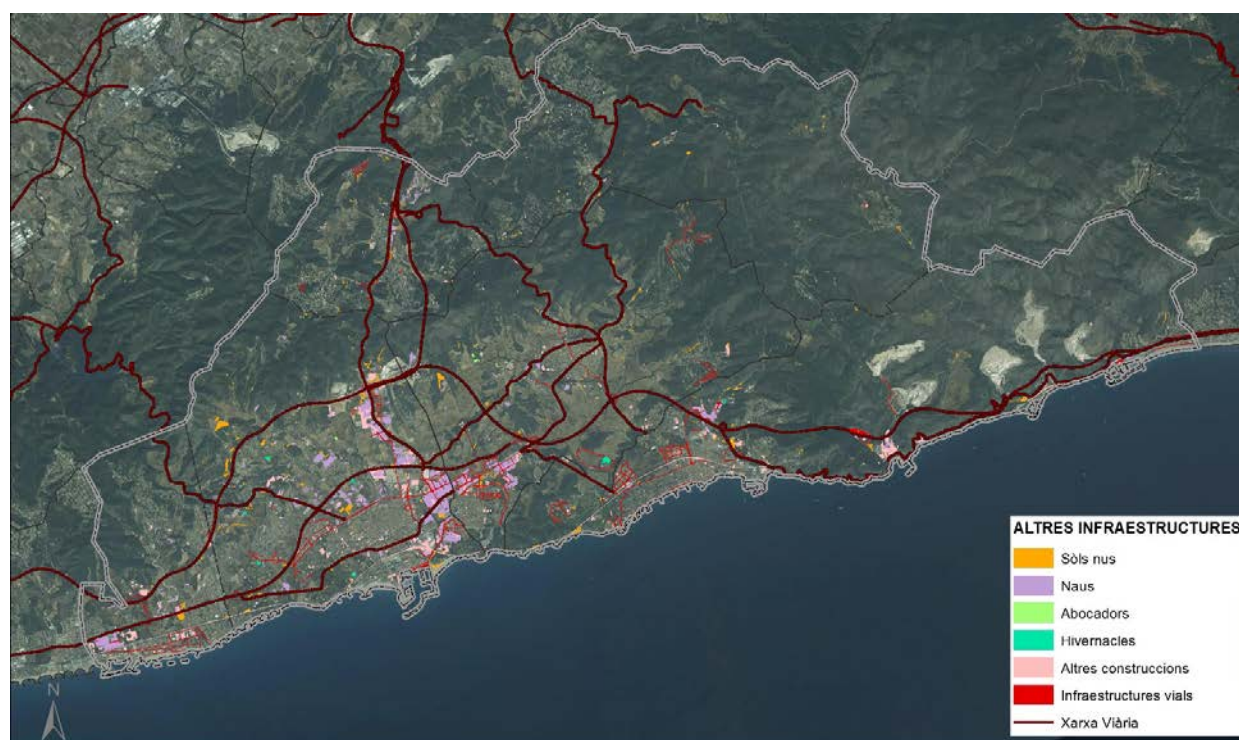 N
ALTRES INFRAESTRUCTURES
Sòls nus
Naus
Abocadors
Hivernacles
Altres construccions
Infraestructures vials
Xarxa Viària